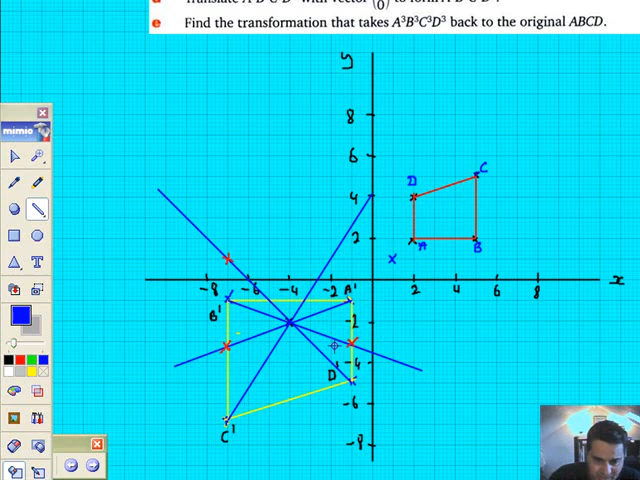 e Find the transformation that takes A³B³C³D³ back to the original ABCD.
y
8
6
C
D
4
2
A
B
X
-8
-6
-4
-2
2
4
6
8
x
A'
B'
-2
-4
D
-6
C'
-8
mimio
T